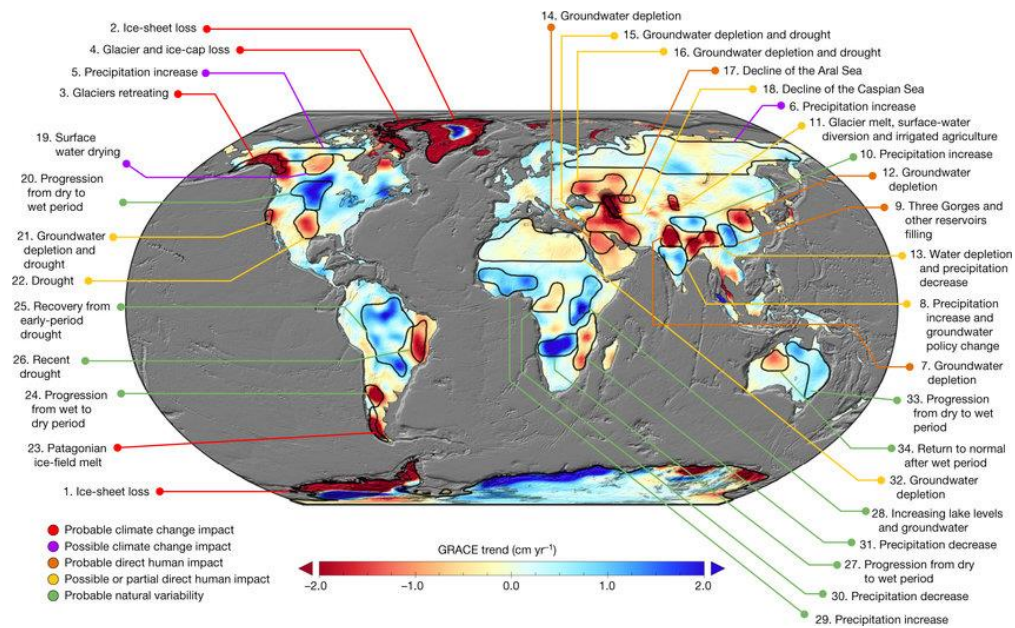 2. Ice-sheet loss
4. Glacier and ice-cap loss
5. Precipitation increase
3. Glaciers retreating
19. Surface
water drying
20. Progression
from dry to
wet period
21. Groundwater
depletion and
drought
22. Drought
25. Recovery from
early-period
drought
26. Recent
drought
24. Progression
from wet to
dry period
23. Patagonian
ice-field melt
1. Ice-sheet loss
14. Groundwater depletion
15. Groundwater depletion and drought
16. Groundwater depletion and drought
17. Decline of the Aral Sea
18. Decline of the Caspian Sea
6. Precipitation increase
11. Glacier melt, surface-water
diversion and irrigated agriculture
10. Precipitation increase
12. Groundwater
depletion
9. Three Gorges and
other reservoirs
filling
13. Water depletion
and precipitation
decrease
8. Precipitation
increase and
groundwater
policy change
7. Groundwater
depletion
33. Progression
from dry to wet
period
34. Return to normal
after wet period
32. Groundwater
depletion
28. Increasing lake levels
and groundwater
31. Precipitation decrease
27. Progression from dry
to wet period
30. Precipitation decrease
29. Precipitation increase
Probable climate change impact
Possible climate change impact
Probable direct human impact
Possible or partial direct human impact
Probable natural variability
GRACE trend (cm yr⁻¹)
−2.0 −1.0 0.0 1.0 2.0